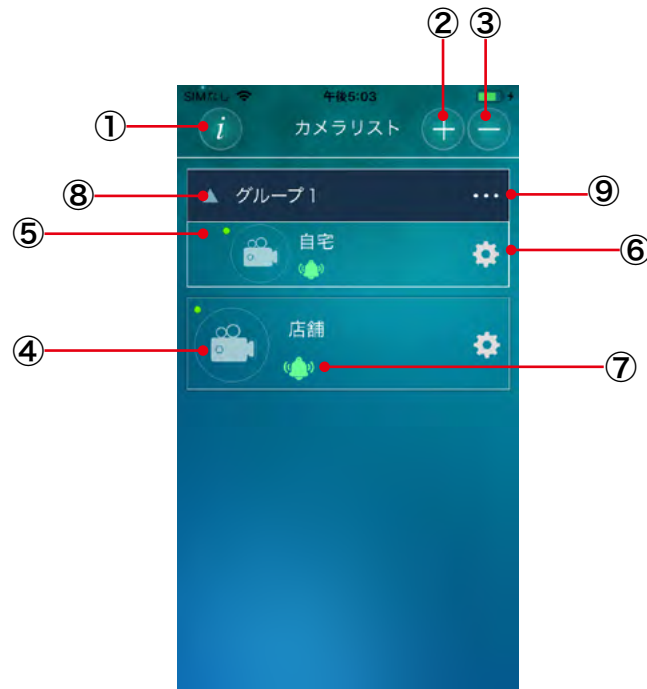 ② ③
SIMなし 午後5:03
① i カメラリスト + −
⑧ グループ1 ... ⑨
⑤ 自宅 ⑥
④ 店舗
⑦